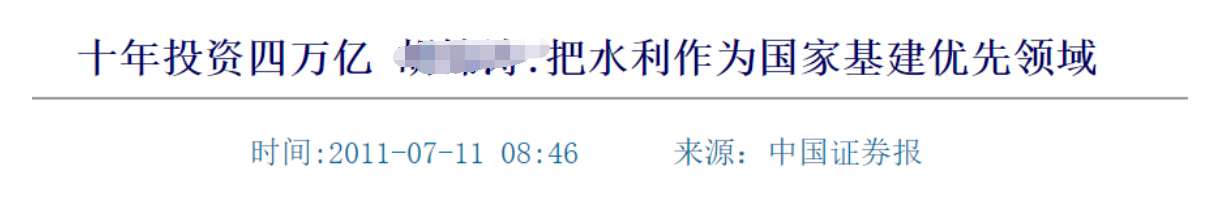 十年投资四万亿 :把水利作为国家基建优先领域
时间:2011-07-11 08:46 来源：中国证券报